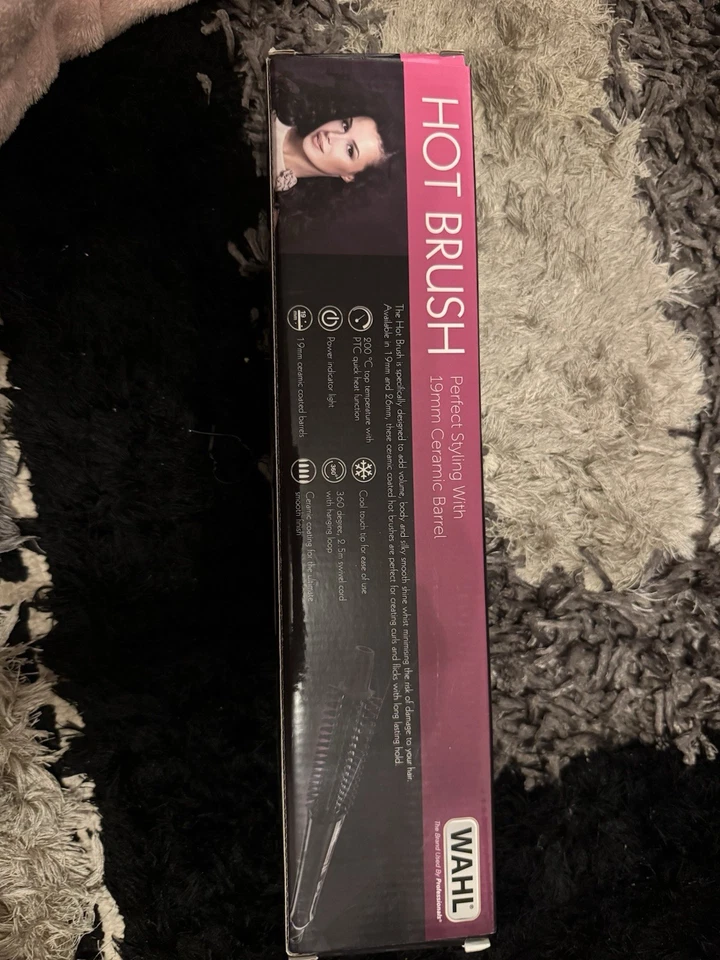 HOT BRUSH
Perfect Styling With
19mm Ceramic Barrel
The Hot Brush is specifically designed to add volume, body and silky smooth shine whilst minimising the risk of damage to your hair.
Available in 19mm and 26mm, these ceramic coated hot brushes are perfect for creating curls and flicks with long lasting hold.
200 °C top temperature with
PTC quick heat function
Power indicator light
19
mm
19mm ceramic coated barrels
Cool touch tip for ease of use
360°
360 degree, 2.5m swivel cord
with hanging loop
Ceramic coating for the ultimate
smooth finish
WAHL®
The Brand Used By Professionals®